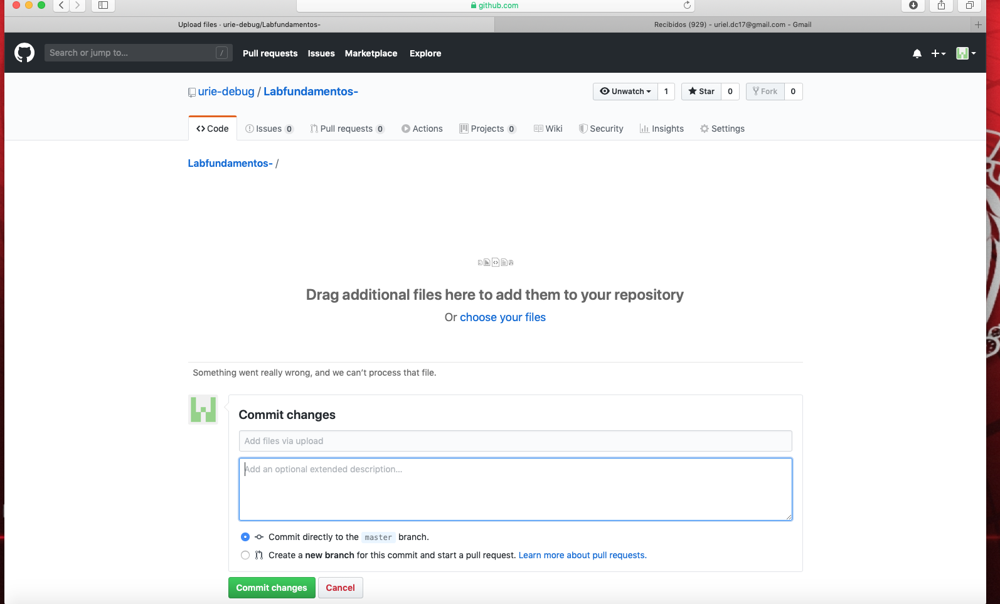 github.com
Upload files · urie-debug/Labfundamentos-
Recibidos (929) - uriel.dc17@gmail.com - Gmail
Search or jump to...
/
Pull requests
Issues
Marketplace
Explore
urie-debug / Labfundamentos-
Unwatch 1
Star 0
Fork 0
Code
Issues 0
Pull requests 0
Actions
Projects 0
Wiki
Security
Insights
Settings
Labfundamentos- /
Drag additional files here to add them to your repository
Or choose your files
Something went really wrong, and we can’t process that file.
Commit changes
Add files via upload
Add an optional extended description...
Commit directly to the master branch.
Create a new branch for this commit and start a pull request. Learn more about pull requests.
Commit changes
Cancel